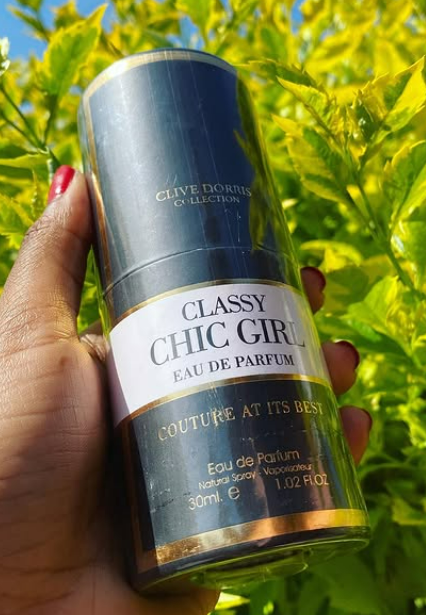 CLIVE DORRIS
COLLECTION
CLASSY
CHIC GIRL
EAU DE PARFUM
COUTURE AT ITS BEST
Eau de Parfum
Natural Spray - Vaporisateur
30ml. e 1.02 Fl.OZ